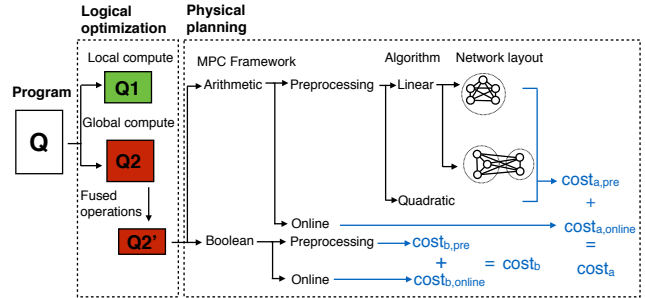 Logical
optimization
Physical
planning
Local compute
MPC Framework
Algorithm
Network layout
Program
Q
Q1
Arithmetic
Preprocessing
Linear
Global compute
Q2
Fused
operations
Quadratic
cost_a,pre
+
Online
cost_a,online
Q2'
Boolean
Preprocessing
cost_b,pre
=
+
= cost_b
cost_a
Online
cost_b,online